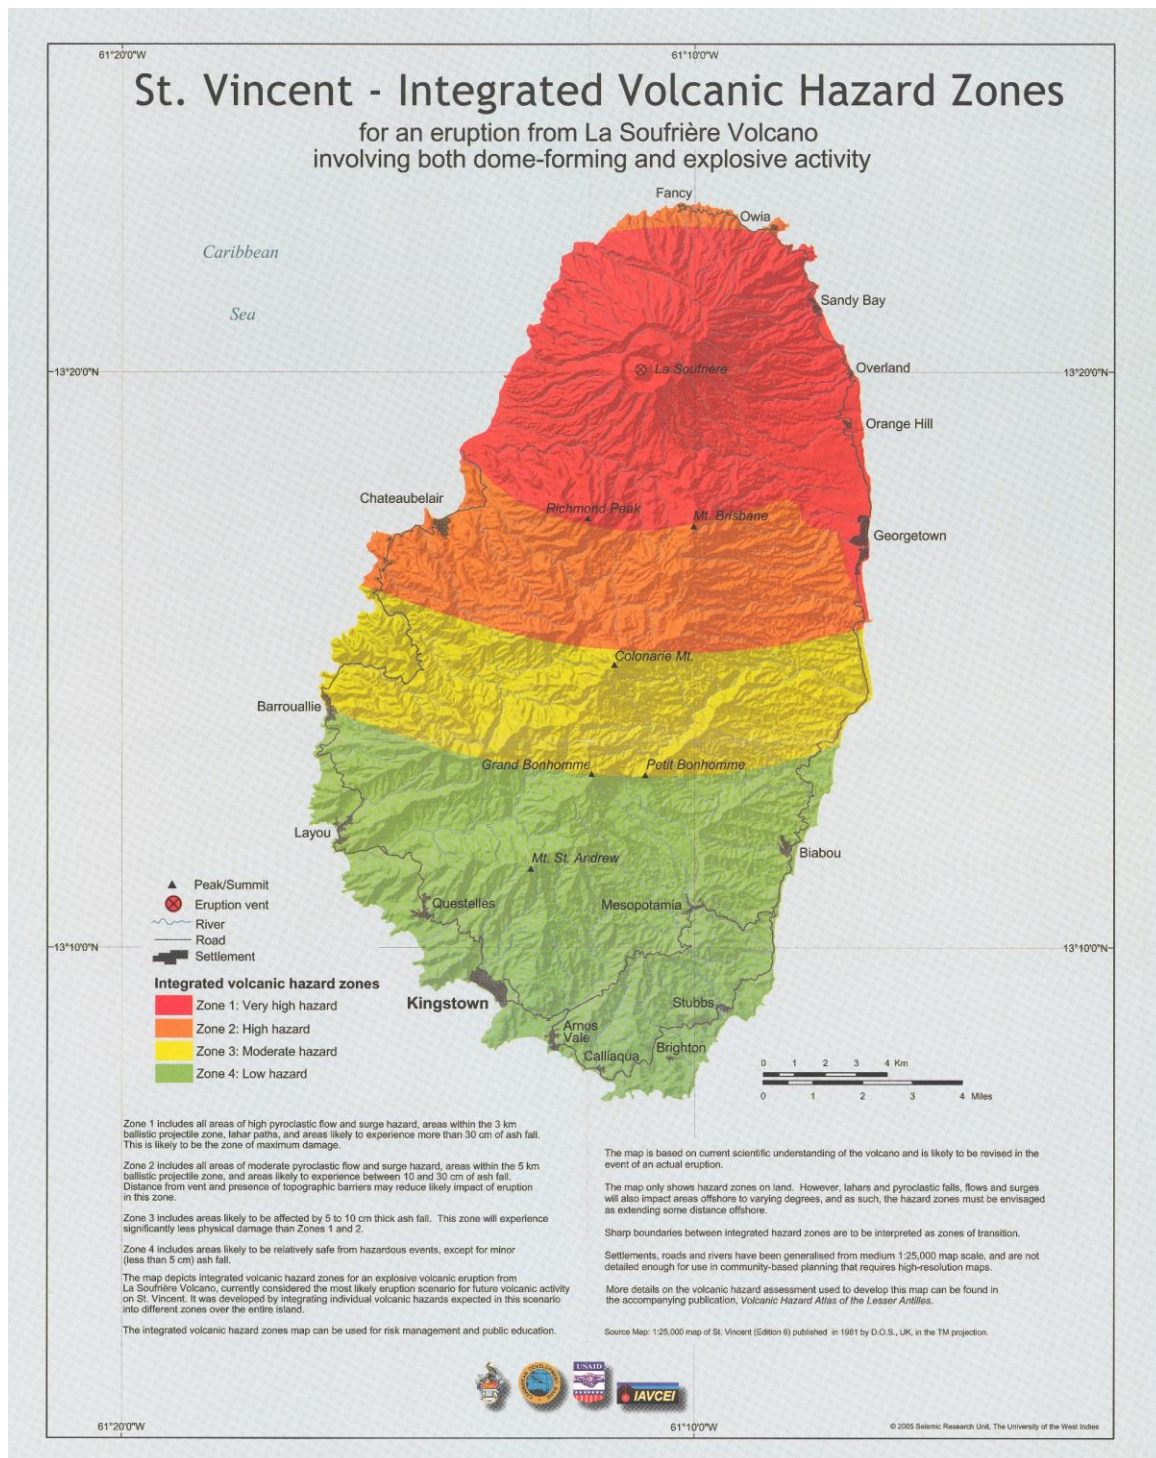 61°20'0"W
61°10'0"W
St. Vincent - Integrated Volcanic Hazard Zones
for an eruption from La Soufrière Volcano
involving both dome-forming and explosive activity
Fancy
Owia
Caribbean
Sea
Sandy Bay
13°20'0"N
La Soufrière
Overland
13°20'0"N
Orange Hill
Chateaubelair
Richmond Peak
Mt. Brisbane
Georgetown
Colonarie Mt.
Barrouallie
Grand Bonhomme
Petit Bonhomme
Layou
Biabou
Mt. St. Andrew
Questelles
Mesopotamia
13°10'0"N
13°10'0"N
Kingstown
Stubbs
Arnos
Vale
Calliaqua
Brighton
Peak/Summit
Eruption vent
River
Road
Settlement
Integrated volcanic hazard zones
Zone 1: Very high hazard
Zone 2: High hazard
Zone 3: Moderate hazard
Zone 4: Low hazard
0 1 2 3 4 Km
0 1 2 3 4 Miles
Zone 1 includes all areas of high pyroclastic flow and surge hazard, areas within the 3 km
ballistic projectile zone, lahar paths, and areas likely to experience more than 30 cm of ash fall.
This is likely to be the zone of maximum damage.
Zone 2 includes all areas of moderate pyroclastic flow and surge hazard, areas within the 5 km
ballistic projectile zone, and areas likely to experience between 10 and 30 cm of ash fall.
Distance from vent and presence of topographic barriers may reduce likely impact of eruption
in this zone.
Zone 3 includes areas likely to be affected by 5 to 10 cm thick ash fall. This zone will experience
significantly less physical damage than Zones 1 and 2.
Zone 4 includes areas likely to be relatively safe from hazardous events, except for minor
(less than 5 cm) ash fall.
The map depicts integrated volcanic hazard zones for an explosive volcanic eruption from
La Soufrière Volcano, currently considered the most likely eruption scenario for future volcanic activity
on St. Vincent. It was developed by integrating individual volcanic hazards expected in this scenario
into different zones over the entire island.
The integrated volcanic hazard zones map can be used for risk management and public education.
The map is based on current scientific understanding of the volcano and is likely to be revised in the
event of an actual eruption.
The map only shows hazard zones on land. However, lahars and pyroclastic falls, flows and surges
will also impact areas offshore to varying degrees, and as such, the hazard zones must be envisaged
as extending some distance offshore.
Sharp boundaries between integrated hazard zones are to be interpreted as zones of transition.
Settlements, roads and rivers have been generalised from medium 1:25,000 map scale, and are not
detailed enough for use in community-based planning that requires high-resolution maps.
More details on the volcanic hazard assessment used to develop this map can be found in
the accompanying publication, Volcanic Hazard Atlas of the Lesser Antilles.
Source Map: 1:25,000 map of St. Vincent (Edition 6) published in 1981 by D.O.S., UK, in the TM projection.
USAID
IAVCEI
61°20'0"W
61°10'0"W
© 2005 Seismic Research Unit, The University of the West Indies